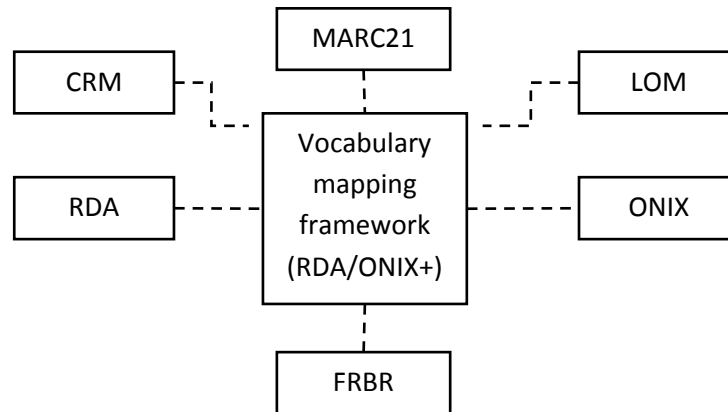 MARC21
CRM
LOM
Vocabulary
mapping
framework
(RDA/ONIX+)
RDA
ONIX
FRBR